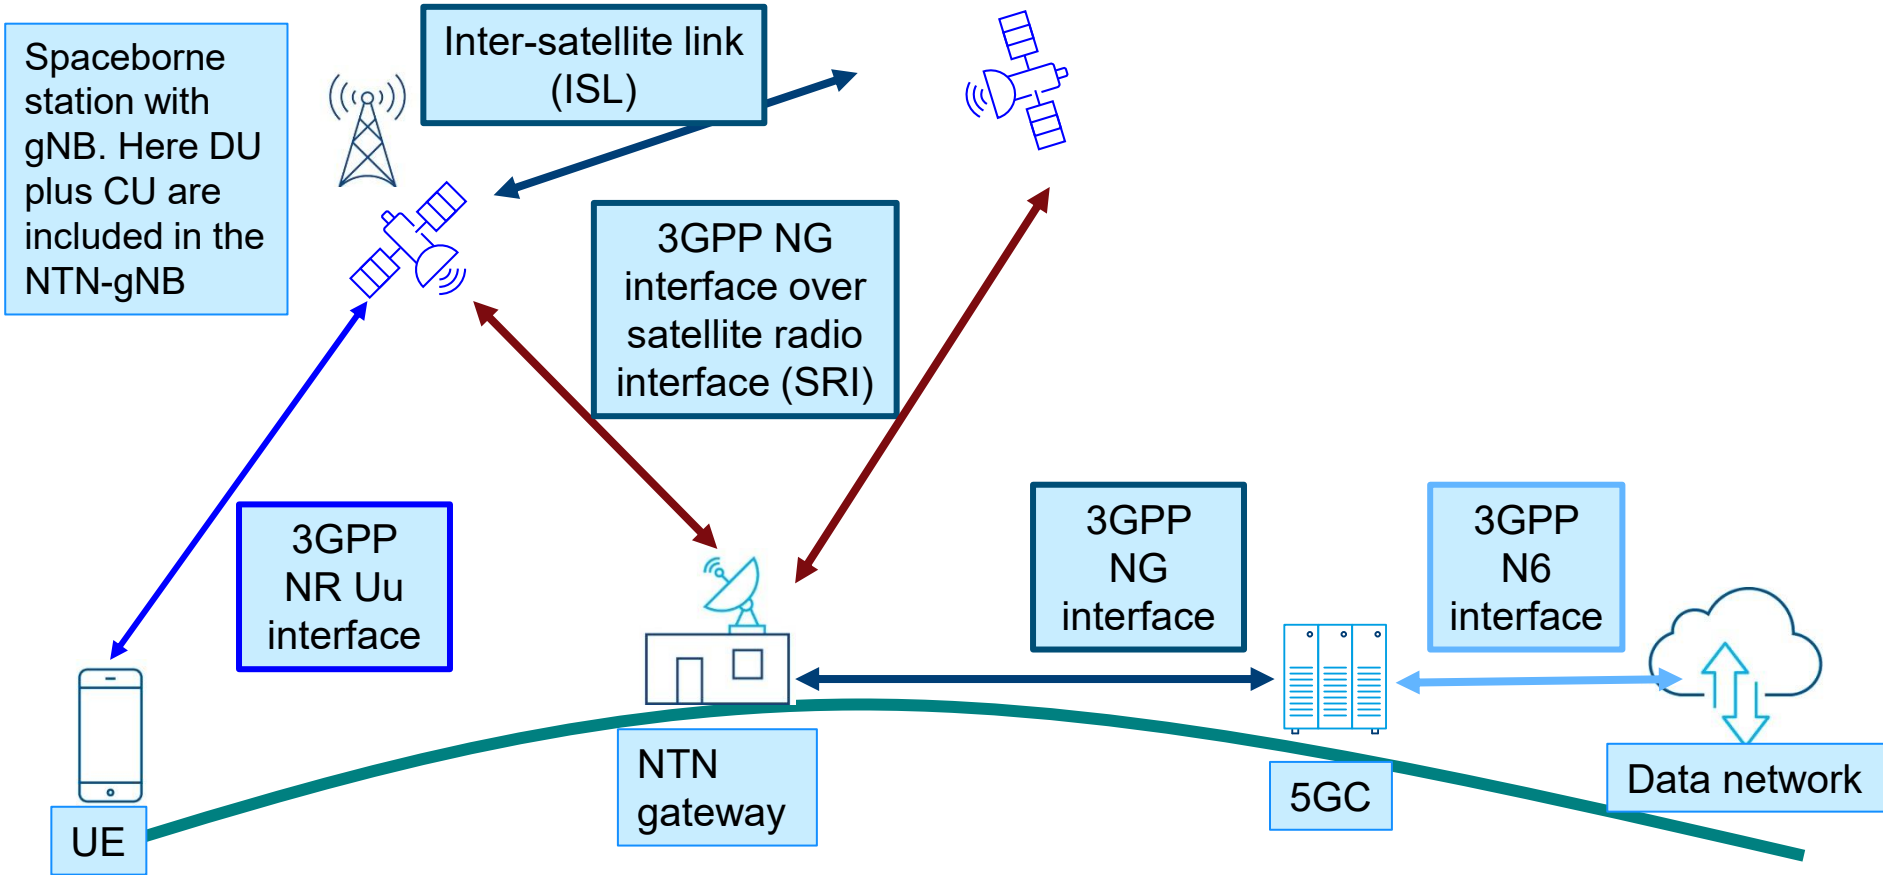 Spaceborne
station with
gNB. Here DU
plus CU are
included in the
NTN-gNB
Inter-satellite link
(ISL)
3GPP NG
interface over
satellite radio
interface (SRI)
3GPP
NR Uu
interface
3GPP
NG
interface
3GPP
N6
interface
UE
NTN
gateway
5GC
Data network